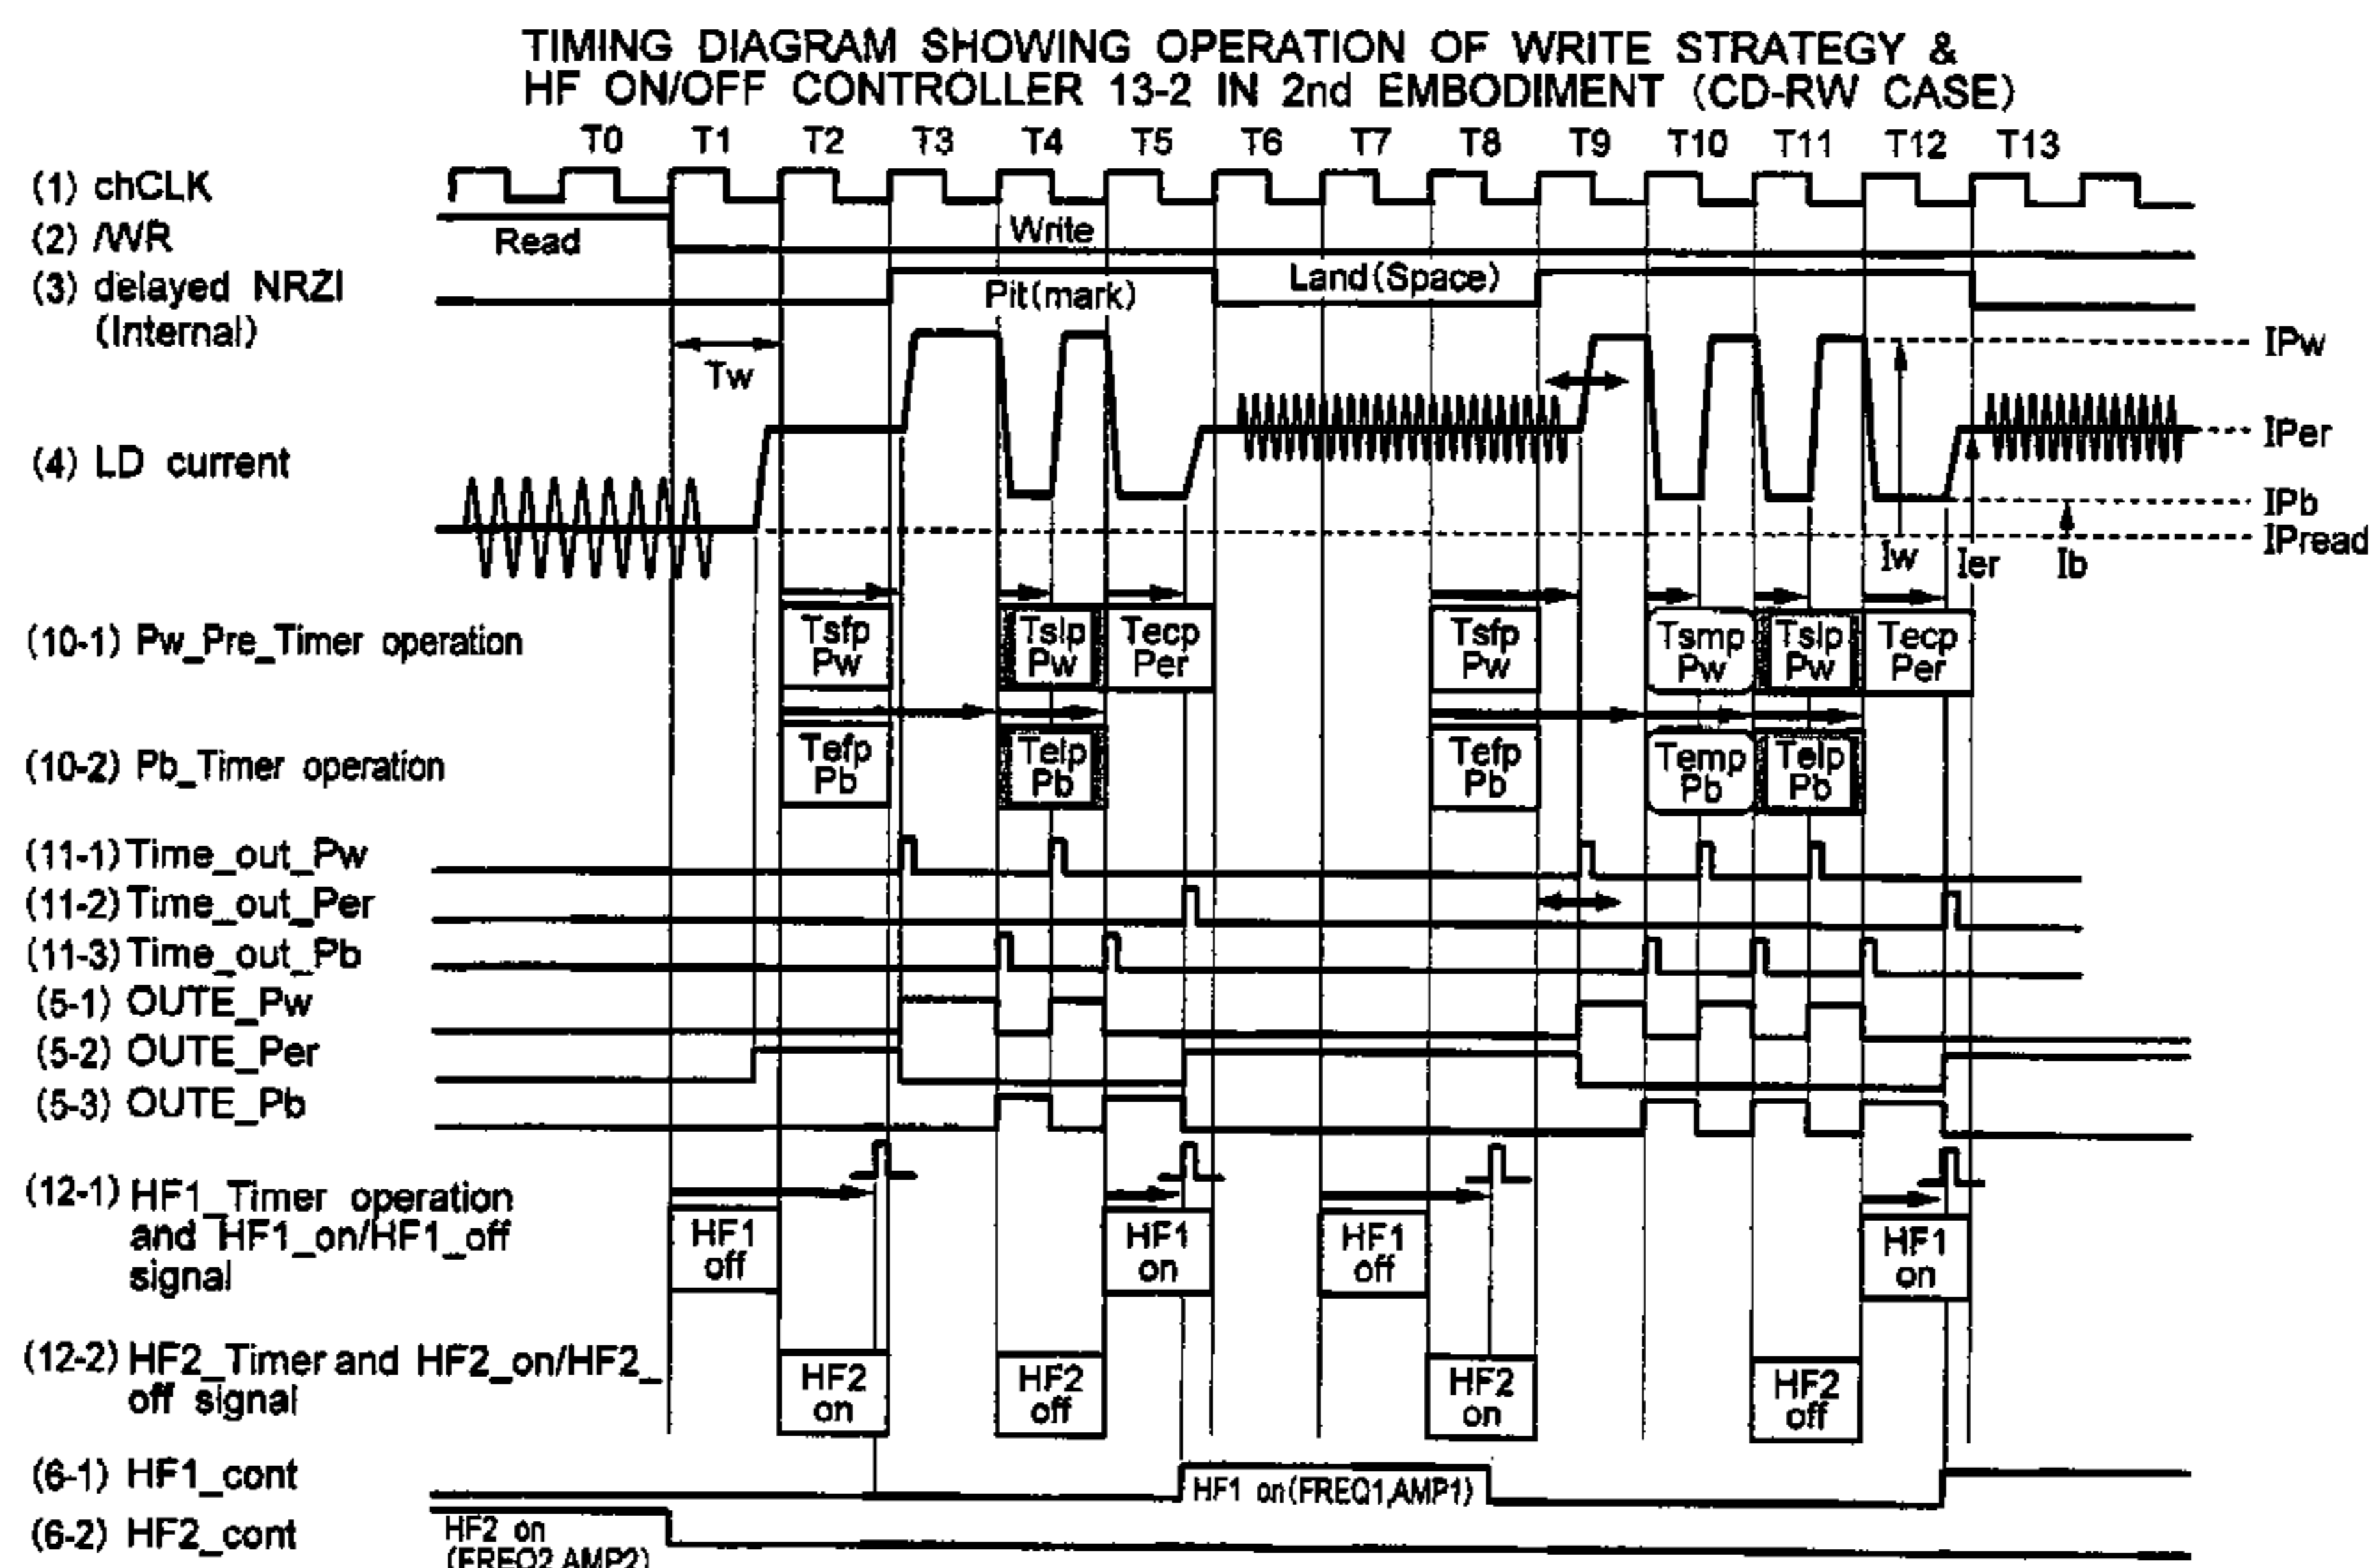 TIMING DIAGRAM SHOWING OPERATION OF WRITE STRATEGY &
HF ON/OFF CONTROLLER 13-2 IN 2nd EMBODIMENT (CD-RW CASE)
T0 T1 T2 T3 T4 T5 T6 T7 T8 T9 T10 T11 T12 T13
(1) chCLK
(2) /WR
Read
Write
(3) delayed NRZI
(Internal)
Pit(mark)
Land(Space)
Tw
IPw
(4) LD current
IPer
IPb
IPread
Iw
Ier
Ib
(10-1) Pw_Pre_Timer operation
Tsfp
Pw
Tslp
Pw
Tecp
Per
Tsfp
Pw
Tsmp
Pw
Tslp
Pw
Tecp
Per
(10-2) Pb_Timer operation
Tefp
Pb
Telp
Pb
Tefp
Pb
Temp
Pb
Telp
Pb
(11-1) Time_out_Pw
(11-2) Time_out_Per
(11-3) Time_out_Pb
(5-1) OUTE_Pw
(5-2) OUTE_Per
(5-3) OUTE_Pb
(12-1) HF1_Timer operation
and HF1_on/HF1_off
signal
HF1
off
HF1
on
HF1
off
HF1
on
(12-2) HF2_Timer and HF2_on/HF2_
off signal
HF2
on
HF2
off
HF2
on
HF2
off
(6-1) HF1_cont
HF1 on(FREQ1,AMP1)
(6-2) HF2_cont
HF2 on
(FREQ2,AMP2)